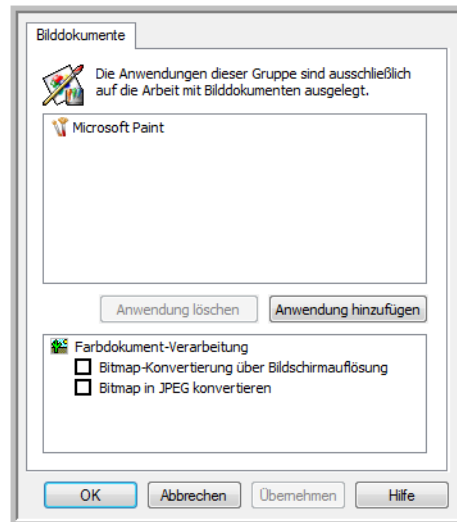 Bilddokumente
Die Anwendungen dieser Gruppe sind ausschließlich
auf die Arbeit mit Bilddokumenten ausgelegt.
Microsoft Paint
Anwendung löschen Anwendung hinzufügen
Farbdokument-Verarbeitung
Bitmap-Konvertierung über Bildschirmauflösung
Bitmap in JPEG konvertieren
OK Abbrechen Übernehmen Hilfe